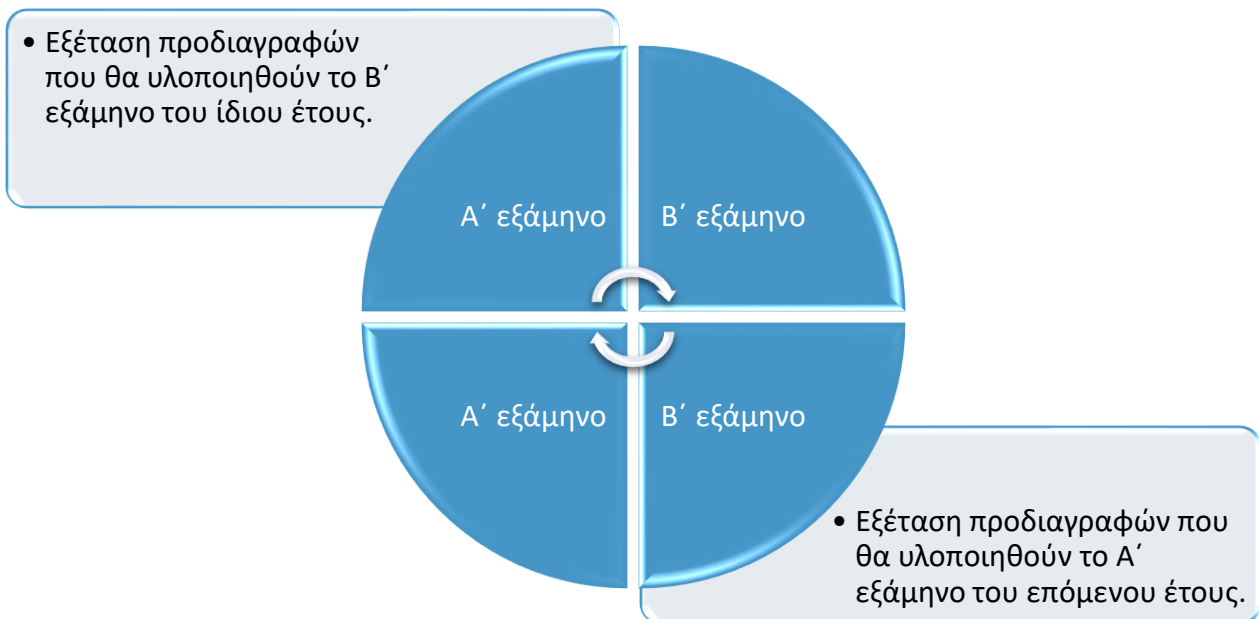 • Εξέταση προδιαγραφών
που θα υλοποιηθούν το Β΄
εξάμηνο του ίδιου έτους.
Α΄ εξάμηνο
Β΄ εξάμηνο
Α΄ εξάμηνο
Β΄ εξάμηνο
• Εξέταση προδιαγραφών που
θα υλοποιηθούν το Α΄
εξάμηνο του επόμενου έτους.